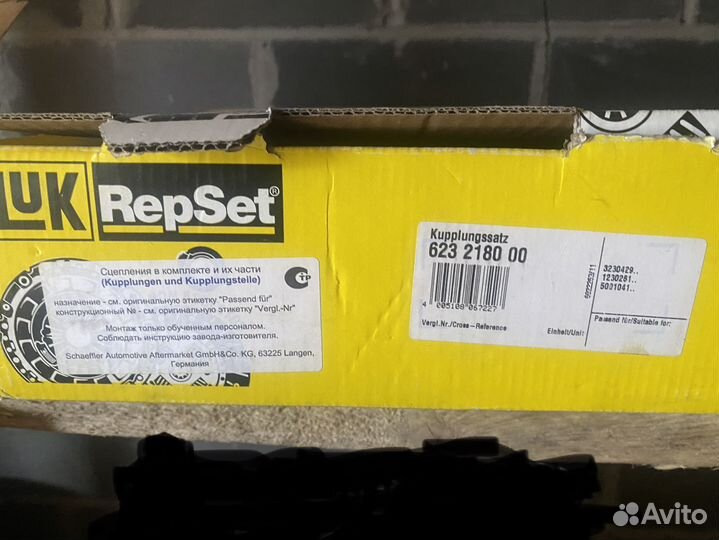 LUK RepSet®
Сцепления в комплекте и их части
(Kupplungen und Kupplungsteile)
назначение - см. оригинальную этикетку "Passend für"
конструкционный № - см. оригинальную этикетку "Vergl.-Nr"
Монтаж только обученным персоналом.
Соблюдать инструкцию завода-изготовителя.
Schaeffler Automotive Aftermarket GmbH&Co. KG, 63225 Langen,
Германия
Kupplungssatz
623 2180 00
4 005108 067227
Vergl.Nr./Cross-Reference
3230429..
1230281..
5001041..
Einheit/Unit:
Passend für/Suitable for:
Avito